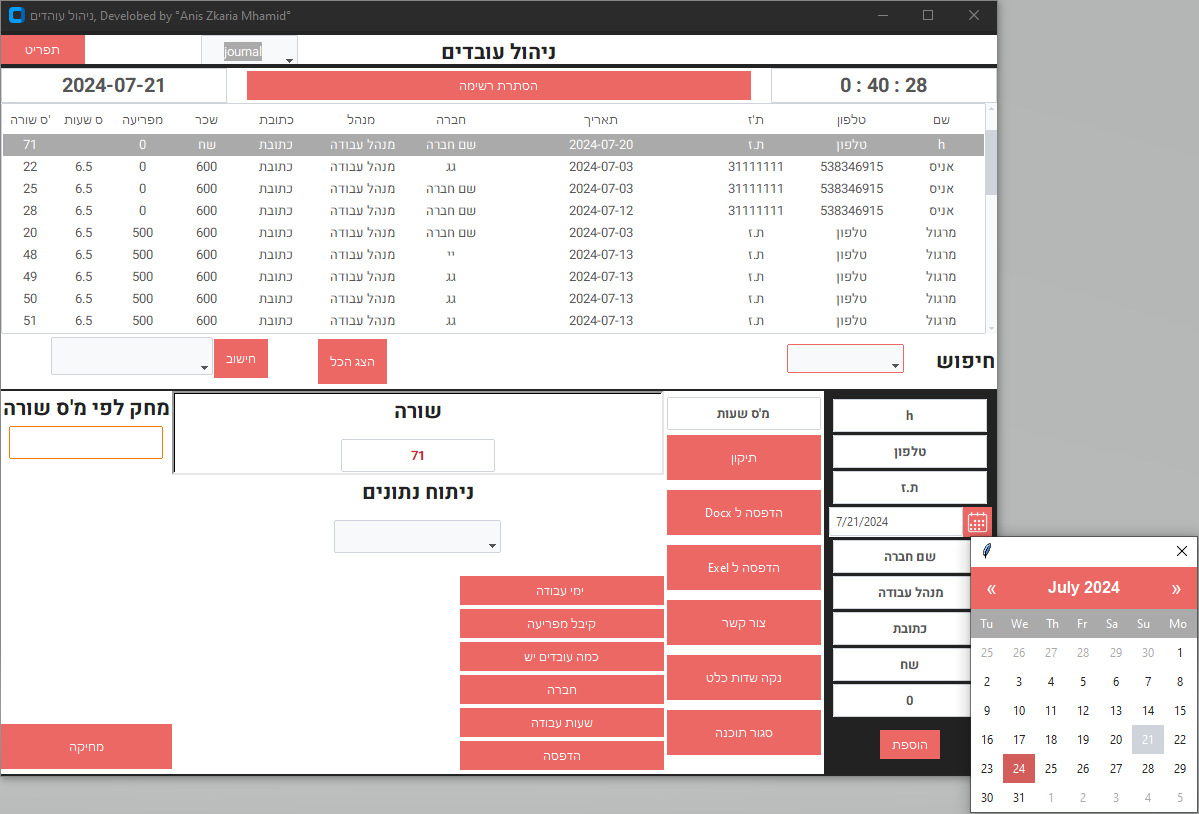 ניהול עוהדים, Develobed by °Anis Zkaria Mhamid°
תפריט
journal
ניהול עובדים
2024-07-21
הסתרת רשימה
0 : 40 : 28
שם טלפון ת'ז תאריך חברה מנהל כתובת שכר מפריעה ס שעות ס שורה'
h טלפון ת.ז 2024-07-20 שם חברה מנהל עבודה כתובת שח 0 71
אניס 538346915 31111111 2024-07-03 גג מנהל עבודה כתובת 600 0 6.5 22
אניס 538346915 31111111 2024-07-03 שם חברה מנהל עבודה כתובת 600 0 6.5 25
אניס 538346915 31111111 2024-07-12 שם חברה מנהל עבודה כתובת 600 0 6.5 28
מרגול טלפון ת.ז 2024-07-03 שם חברה מנהל עבודה כתובת 600 500 6.5 20
מרגול טלפון ת.ז 2024-07-13 יי מנהל עבודה כתובת 600 500 6.5 48
מרגול טלפון ת.ז 2024-07-13 גג מנהל עבודה כתובת 600 500 6.5 49
מרגול טלפון ת.ז 2024-07-13 גג מנהל עבודה כתובת 600 500 6.5 50
מרגול טלפון ת.ז 2024-07-13 גג מנהל עבודה כתובת 600 500 6.5 51
חיפוש
הצג הכל
חישוב
h
טלפון
ת.ז
7/21/2024
שם חברה
מנהל עבודה
כתובת
שח
0
הוספת
מ'ס שעות
תיקון
הדפסה ל Docx
הדפסה ל Exel
צור קשר
נקה שדות כלט
סגור תוכנה
שורה
71
ניתוח נתונים
ימי עבודה
קיבל מפריעה
כמה עובדים יש
חברה
שעות עבודה
הדפסה
מחק לפי מ'ס שורה
מחיקה
« July 2024 »
Tu We Th Fr Sa Su Mo
25 26 27 28 29 30 1
2 3 4 5 6 7 8
9 10 11 12 13 14 15
16 17 18 19 20 21 22
23 24 25 26 27 28 29
30 31 1 2 3 4 5